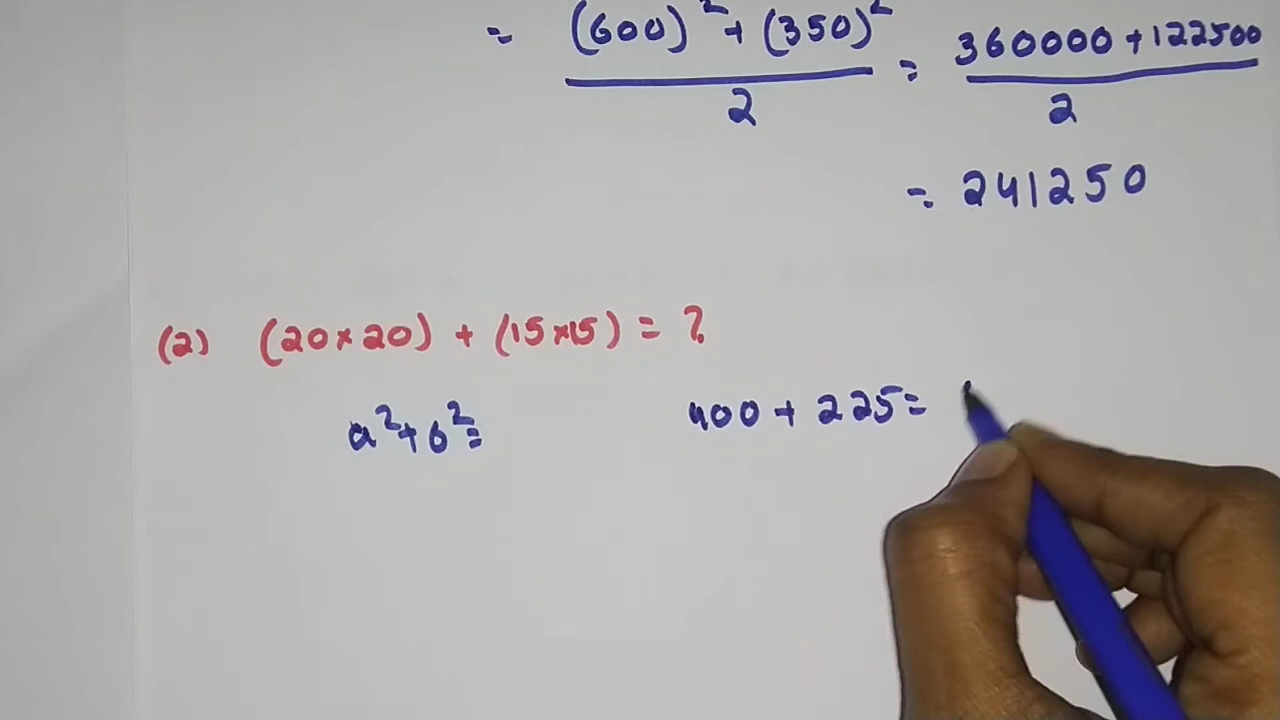 = (600)² + (350)² / 2 = 360000 + 122500 / 2
= 241250
(2) (20×20) + (15×15) = ?
a²+b²=
400 + 225 =